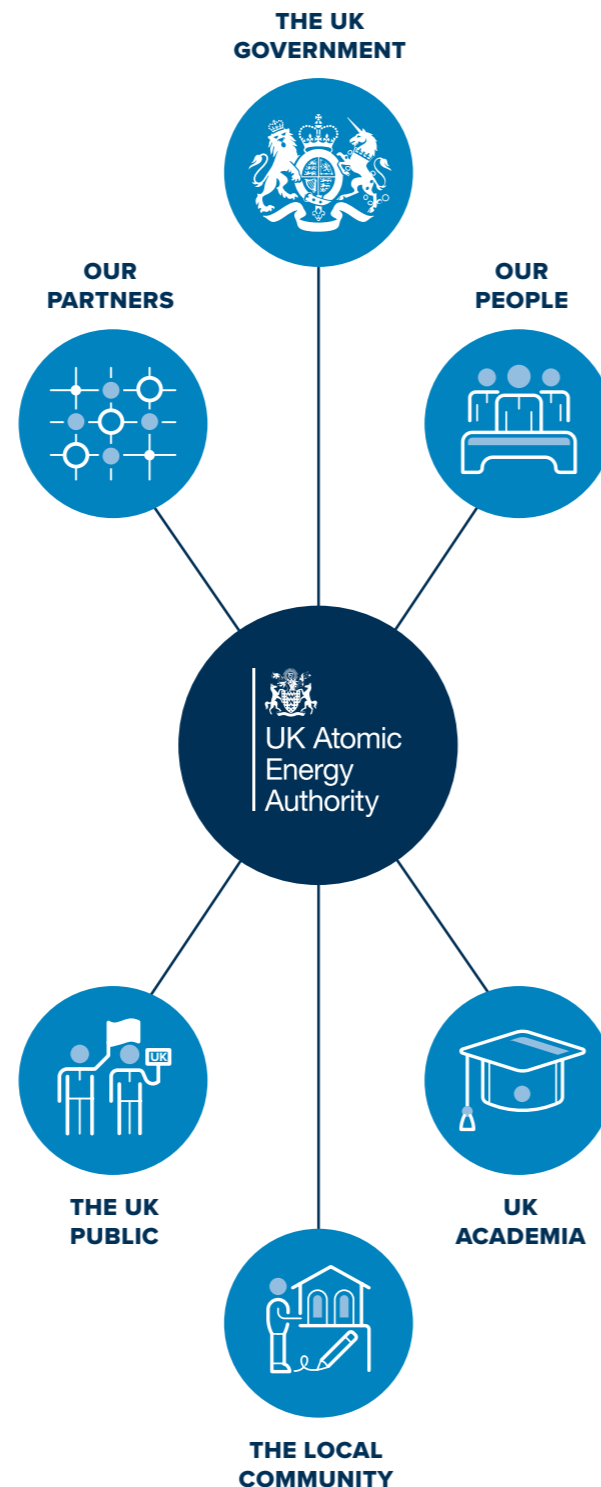 THE UK
GOVERNMENT
OUR
PARTNERS
OUR
PEOPLE
UK Atomic
Energy
Authority
UK
THE UK
PUBLIC
UK
ACADEMIA
THE LOCAL
COMMUNITY